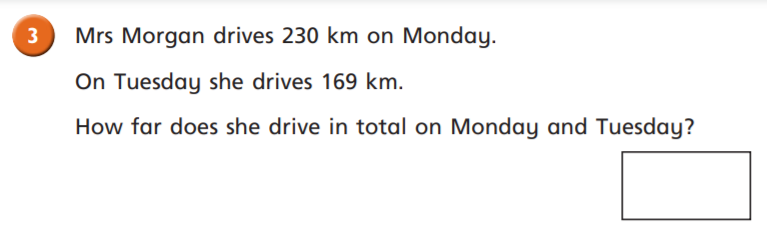 3 Mrs Morgan drives 230 km on Monday.
On Tuesday she drives 169 km.
How far does she drive in total on Monday and Tuesday?